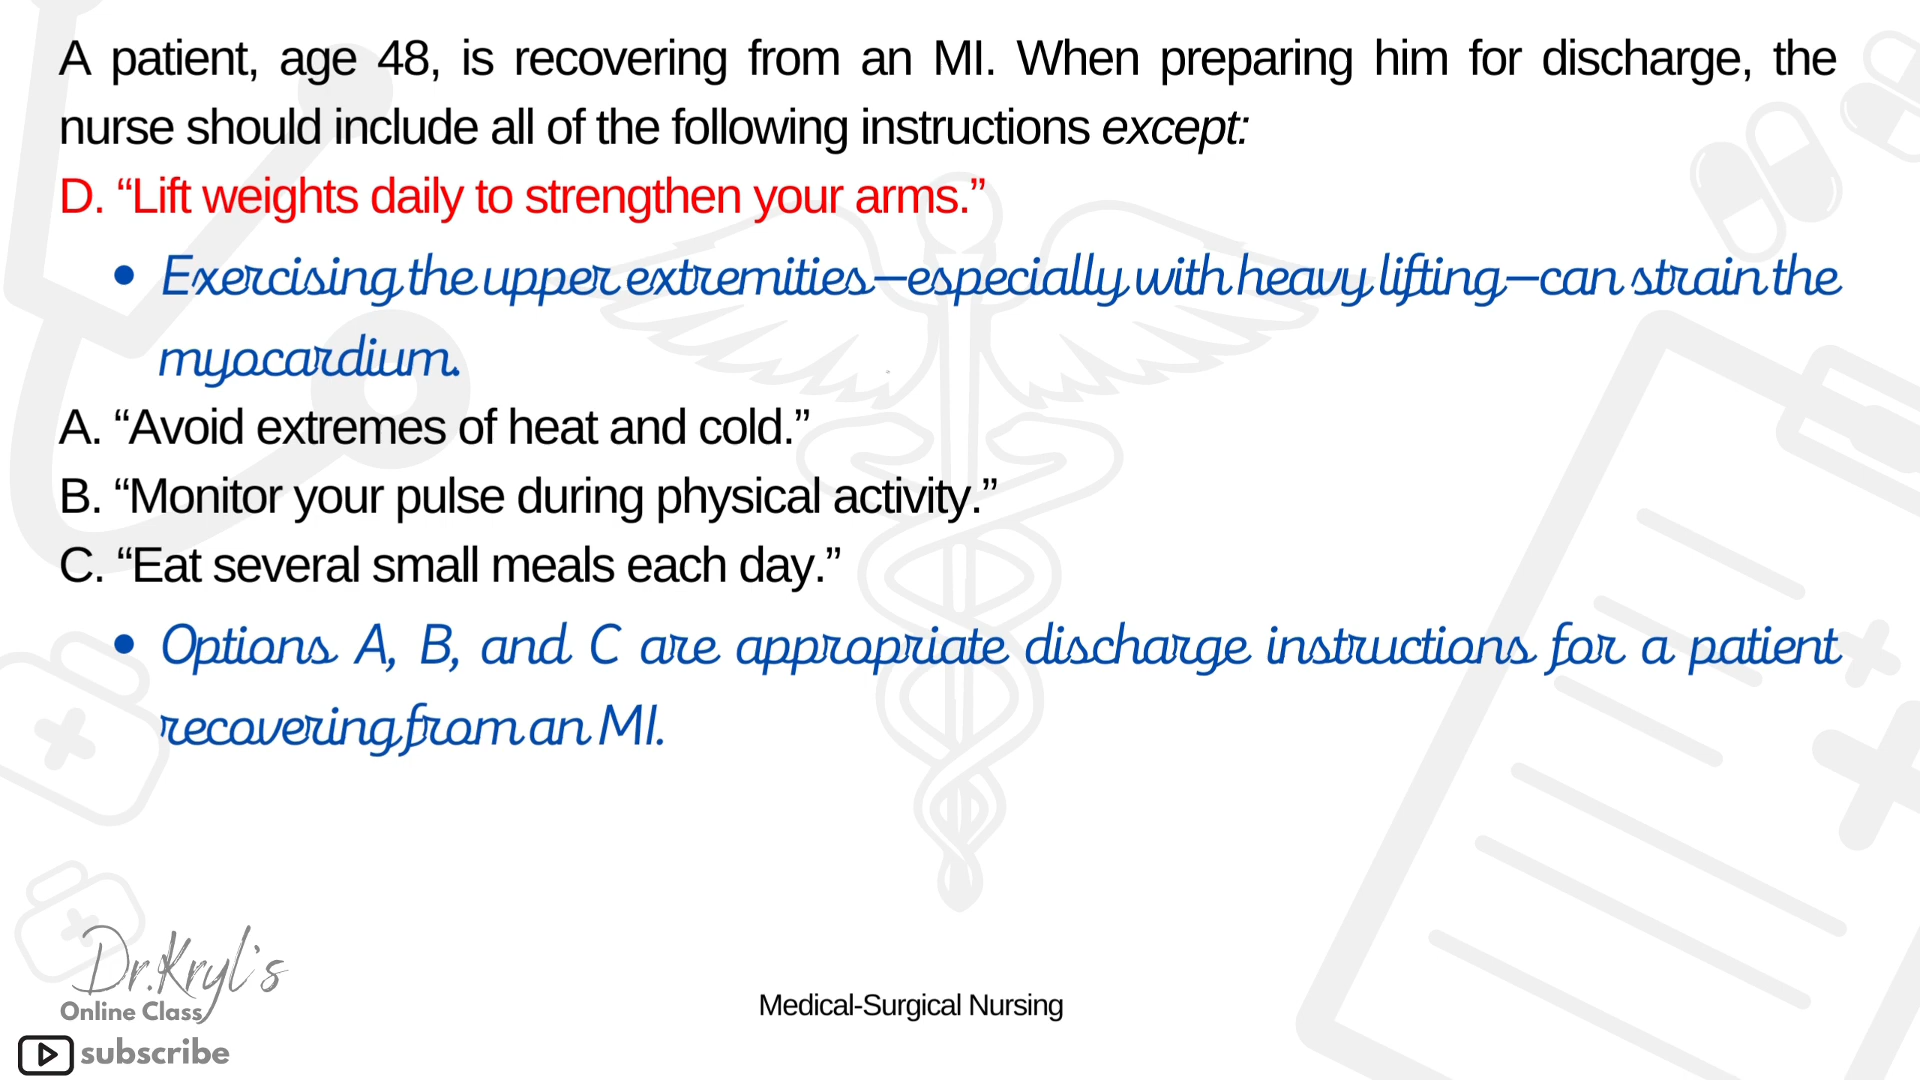 A patient, age 48, is recovering from an MI. When preparing him for discharge, the
nurse should include all of the following instructions except:
D. “Lift weights daily to strengthen your arms.”
• Exercising the upper extremities—especially with heavy lifting—can strain the
myocardium.
A. “Avoid extremes of heat and cold.”
B. “Monitor your pulse during physical activity.”
C. “Eat several small meals each day.”
• Options A, B, and C are appropriate discharge instructions for a patient
recovering from an MI.
Dr.Kryl's
Online Class
subscribe
Medical-Surgical Nursing